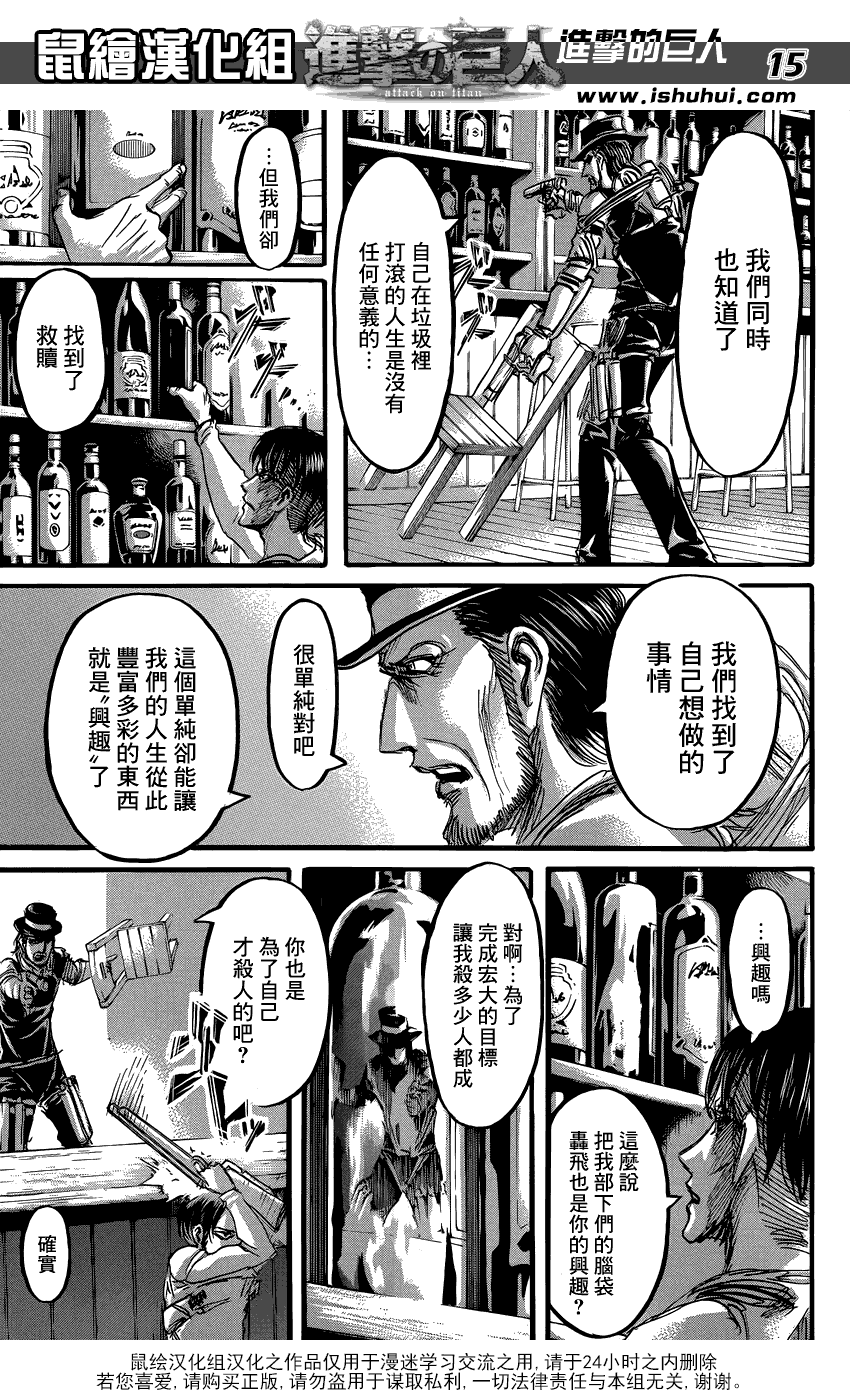 鼠繪漢化組
進撃の巨人
attack on titan
進擊的巨人
15
www.ishuhui.com
我們同時
也知道了
自己在垃圾裡
打滾的人生是沒有
任何意義的…
…但我們卻
找到了
救贖
我們找到了
自己想做的
事情
很單純對吧
這個單純卻能讓
我們的人生從此
豐富多彩的東西
就是〝興趣〞了
…興趣嗎
這麼說
把我部下們的腦袋
轟飛也是你的興趣?
對啊…為了
完成宏大的目標
讓我殺多少人都成
你也是
為了自己
才殺人的吧?
確實
鼠绘汉化组汉化之作品仅用于漫迷学习交流之用,请于24小时之内删除
若您喜爱,请购买正版,请勿盗用于谋取私利,一切法律责任与本组无关,谢谢。